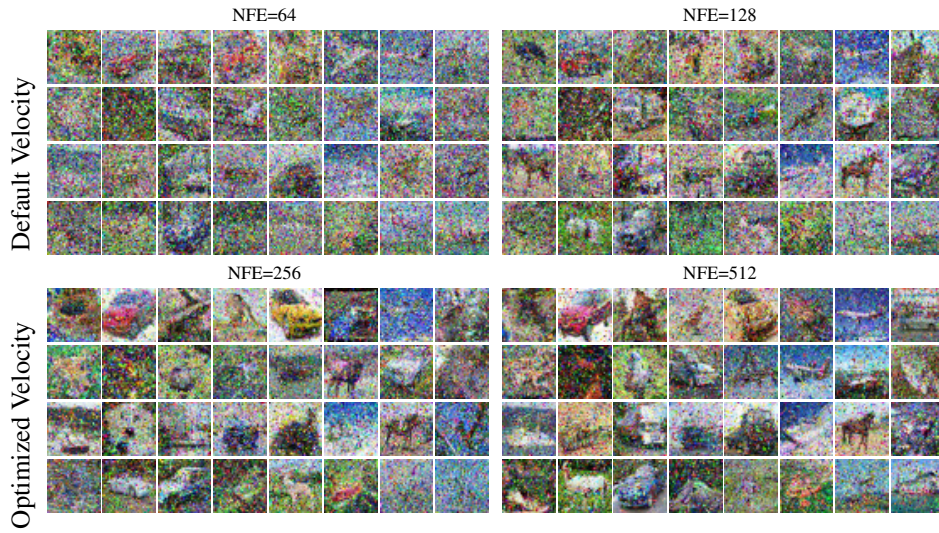 NFE=64
NFE=128
Default Velocity
NFE=256
NFE=512
Optimized Velocity